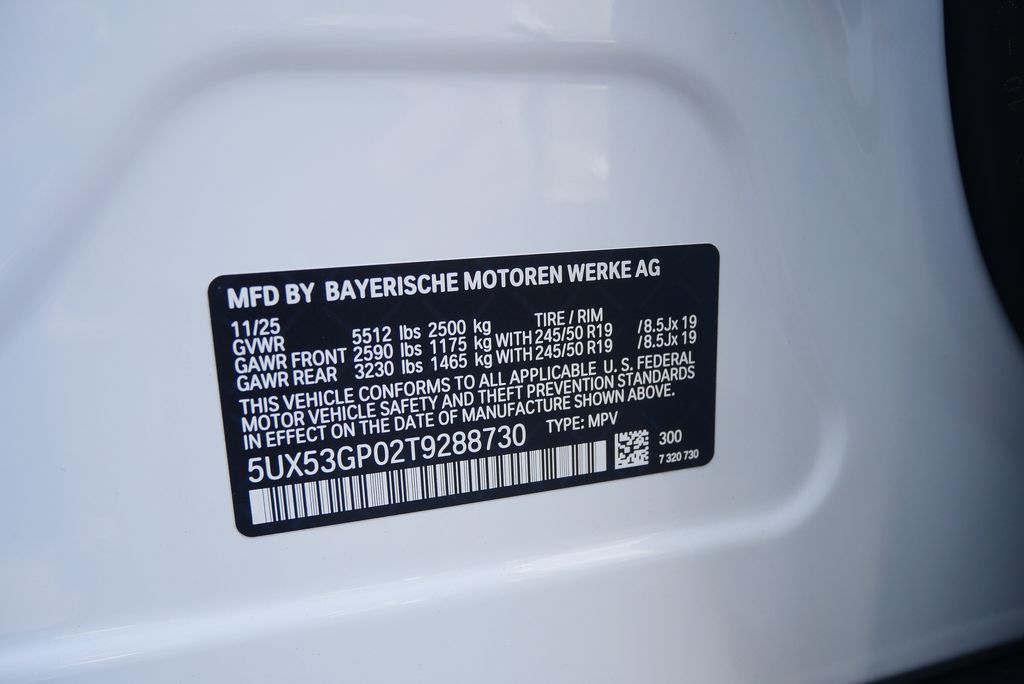 MFD BY BAYERISCHE MOTOREN WERKE AG
11/25 TIRE / RIM
GVWR 5512 lbs 2500 kg
GAWR FRONT 2590 lbs 1175 kg WITH 245/50 R19 /8.5Jx 19
GAWR REAR 3230 lbs 1465 kg WITH 245/50 R19 /8.5Jx 19
THIS VEHICLE CONFORMS TO ALL APPLICABLE U. S. FEDERAL
MOTOR VEHICLE SAFETY AND THEFT PREVENTION STANDARDS
IN EFFECT ON THE DATE OF MANUFACTURE SHOWN ABOVE.
5UX53GP02T9288730 TYPE: MPV
300
7 320 730